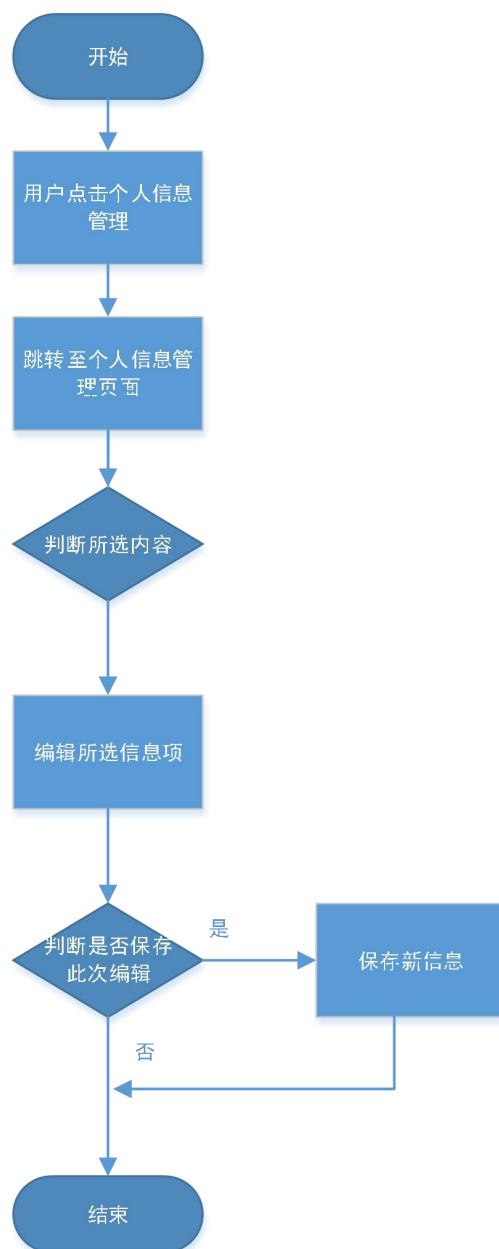 开始
用户点击个人信息
管理
跳转至个人信息管
理页面
判断所选内容
编辑所选信息项
判断是否保存
此次编辑
是
保存新信息
否
结束